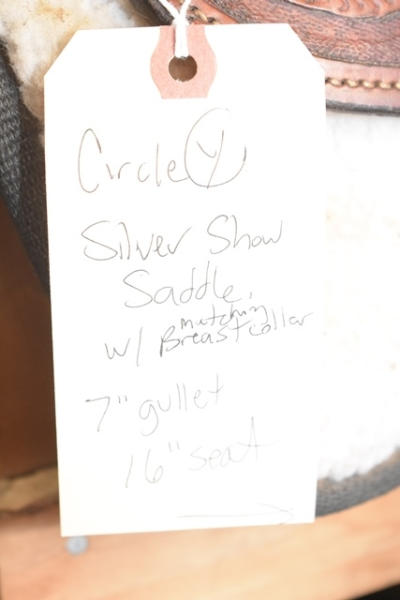 Circle Y
Silver Show
Saddle,
matching
w/ Breastcollar
7" gullet
16" seat